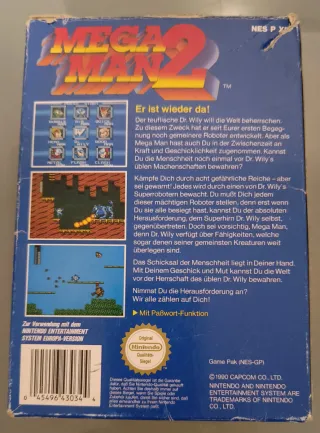 NES P
MEGA
MAN 2
TM
Er ist wieder da!
Der teuflische Dr. Wily will die Welt beherrschen.
Zu diesem Zweck hat er seit Eurer ersten Begeg-
nung noch gemeinere Roboter entwickelt. Aber als
Mega Man hast auch Du in der Zwischenzeit an
Kraft und Geschicklichkeit zugenommen. Kannst
Du die Menschheit noch einmal vor Dr. Wily's
üblen Machenschaften bewahren?
Kämpfe Dich durch acht gefährliche Reiche – aber
sei gewarnt! Jedes wird durch einen von Dr. Wily's
Superrobotern bewacht. Du mußt Dich jedem
dieser mächtigen Roboter stellen, denn erst wenn
Du sie alle besiegt hast, kannst Du der absoluten
Herausforderung, dem Superhirn Dr. Wily selbst,
gegenübertreten. Doch sei vorsichtig, Mega Man,
denn Dr. Wily verfügt über Fähigkeiten, welche
sogar denen seiner gemeinsten Kreaturen weit
überlegen sind.
Das Schicksal der Menschheit liegt in Deiner Hand.
Mit Deinem Geschick und Mut kannst Du die Welt
vor der Herrschaft des üblen Dr. Wily bewahren.
Nimmst Du die Herausforderung an?
Wir alle zählen auf Dich!
Mit Paßwort-Funktion
Zur Verwendung mit dem
NINTENDO ENTERTAINMENT
SYSTEM EUROPA-VERSION
Original
Nintendo
Qualitäts-
Siegel
Game Pak (NES-GP)
© 1990 CAPCOM CO., LTD.
NINTENDO AND NINTENDO
ENTERTAINMENT SYSTEM ARE
TRADEMARKS OF NINTENDO
CO., LTD.
0 45496 43034 4